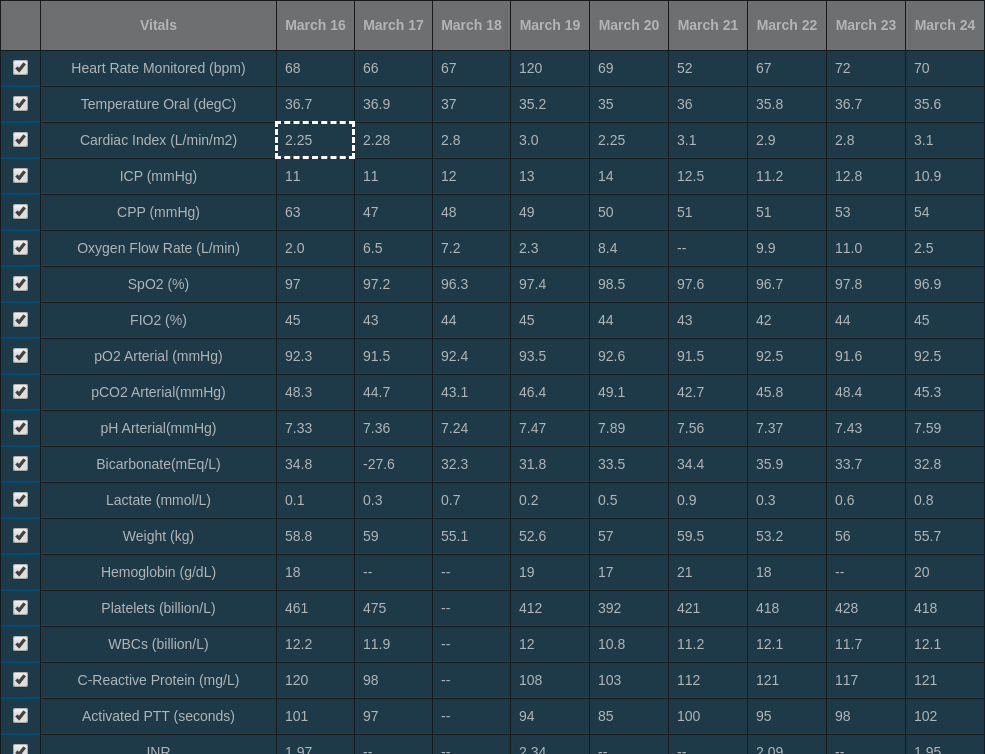 Vitals March 16 March 17 March 18 March 19 March 20 March 21 March 22 March 23 March 24
Heart Rate Monitored (bpm) 68 66 67 120 69 52 67 72 70
Temperature Oral (degC) 36.7 36.9 37 35.2 35 36 35.8 36.7 35.6
Cardiac Index (L/min/m2) 2.25 2.28 2.8 3.0 2.25 3.1 2.9 2.8 3.1
ICP (mmHg) 11 11 12 13 14 12.5 11.2 12.8 10.9
CPP (mmHg) 63 47 48 49 50 51 51 53 54
Oxygen Flow Rate (L/min) 2.0 6.5 7.2 2.3 8.4 -- 9.9 11.0 2.5
SpO2 (%) 97 97.2 96.3 97.4 98.5 97.6 96.7 97.8 96.9
FIO2 (%) 45 43 44 45 44 43 42 44 45
pO2 Arterial (mmHg) 92.3 91.5 92.4 93.5 92.6 91.5 92.5 91.6 92.5
pCO2 Arterial(mmHg) 48.3 44.7 43.1 46.4 49.1 42.7 45.8 48.4 45.3
pH Arterial(mmHg) 7.33 7.36 7.24 7.47 7.89 7.56 7.37 7.43 7.59
Bicarbonate(mEq/L) 34.8 -27.6 32.3 31.8 33.5 34.4 35.9 33.7 32.8
Lactate (mmol/L) 0.1 0.3 0.7 0.2 0.5 0.9 0.3 0.6 0.8
Weight (kg) 58.8 59 55.1 52.6 57 59.5 53.2 56 55.7
Hemoglobin (g/dL) 18 -- -- 19 17 21 18 -- 20
Platelets (billion/L) 461 475 -- 412 392 421 418 428 418
WBCs (billion/L) 12.2 11.9 -- 12 10.8 11.2 12.1 11.7 12.1
C-Reactive Protein (mg/L) 120 98 -- 108 103 112 121 117 121
Activated PTT (seconds) 101 97 -- 94 85 100 95 98 102
INR 1.97 -- -- 2.34 -- -- 2.09 -- 1.95